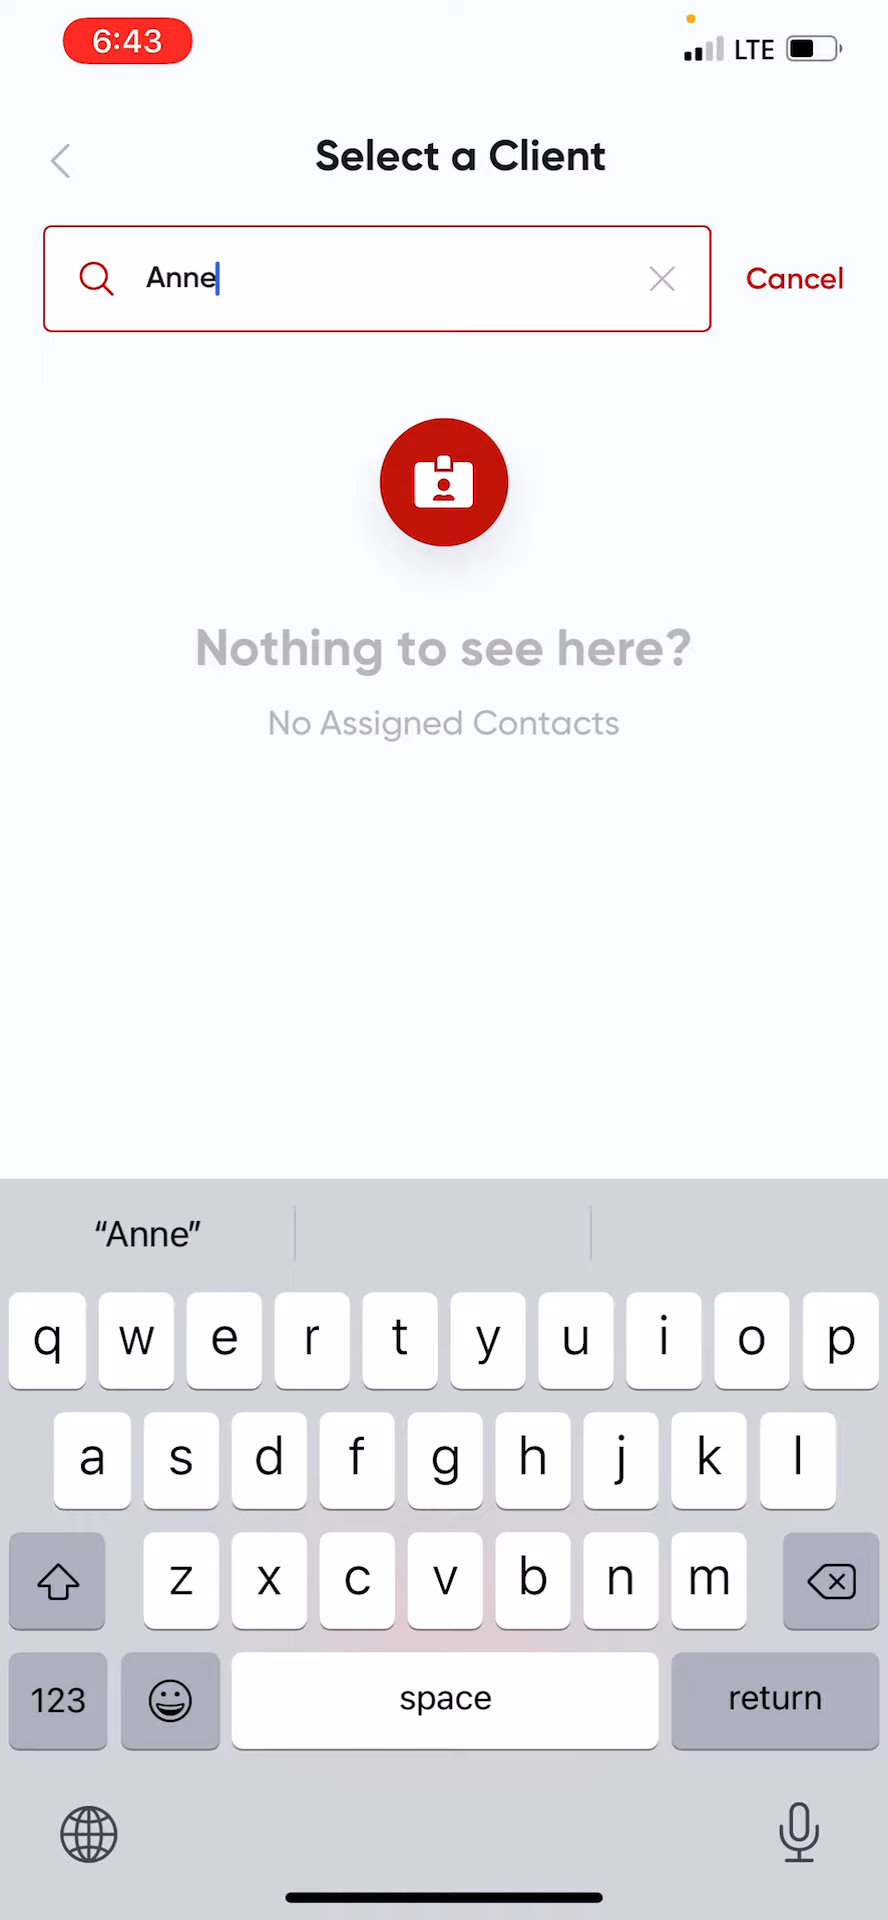 6:43
LTE
Select a Client
Anne
Cancel
Nothing to see here?
No Assigned Contacts
“Anne”
q w e r t y u i o p
a s d f g h j k l
z x c v b n m
123 space return